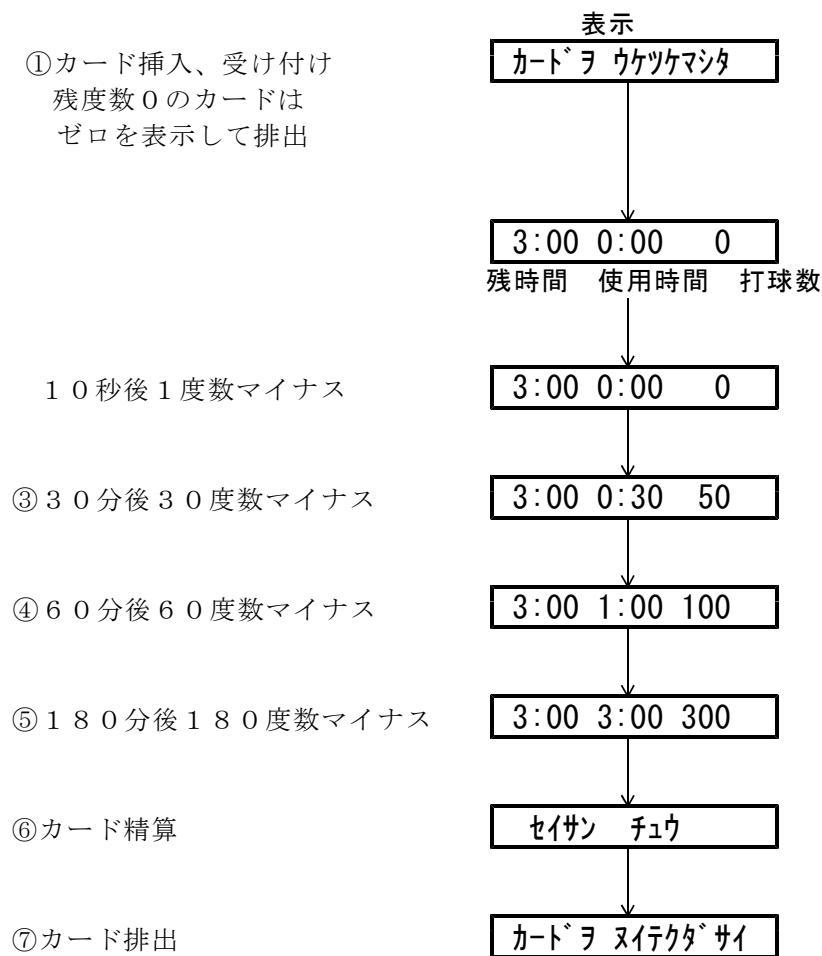 表示
①カード挿入、受け付け
カードヲ ウケツケマシタ
残度数0のカードは
ゼロを表示して排出
3:00 0:00 0
残時間 使用時間 打球数
10秒後1度数マイナス
3:00 0:00 0
③30分後30度数マイナス
3:00 0:30 50
④60分後60度数マイナス
3:00 1:00 100
⑤180分後180度数マイナス
3:00 3:00 300
⑥カード精算
セイサン チュウ
⑦カード排出
カードヲ ヌイテクダサイ